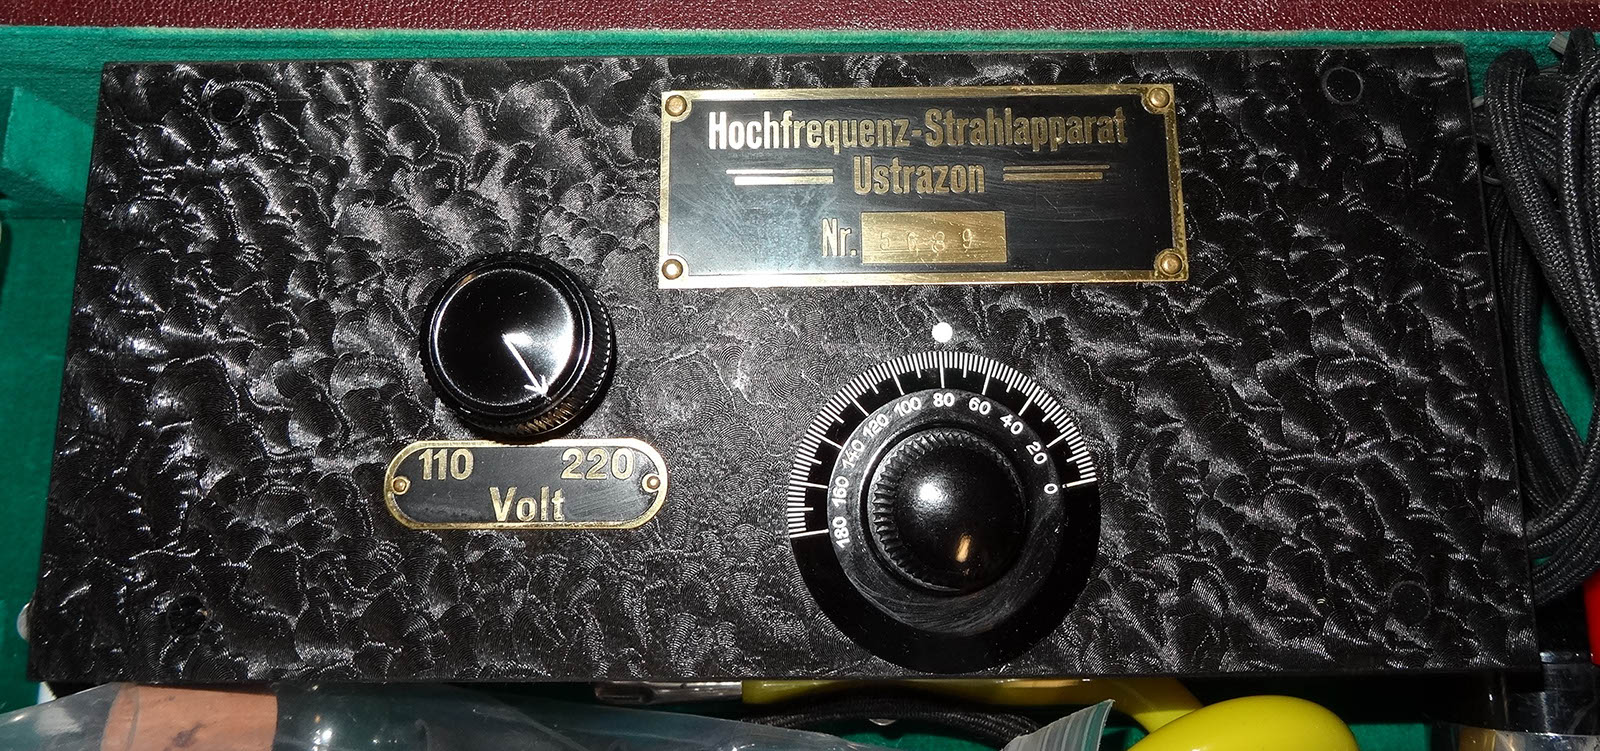 Hochfrequenz-Strahlapparat
Ustrazon
Nr. 5689
110 220
Volt
180 160 140 120 100 80 60 40 20 0